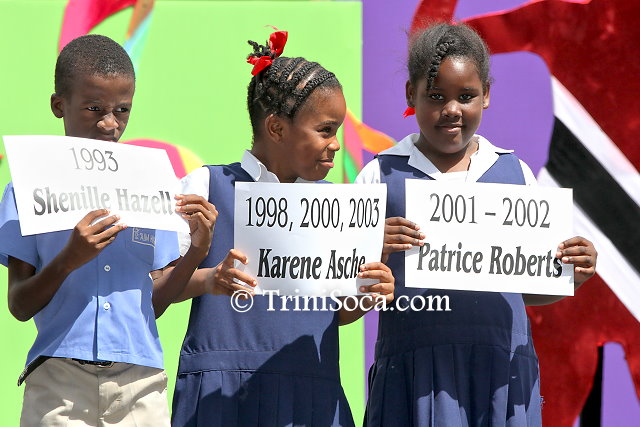 1993
Shenille Hazell
1998, 2000, 2003
Karene Asche
2001 – 2002
Patrice Roberts
© TriniSoca.com